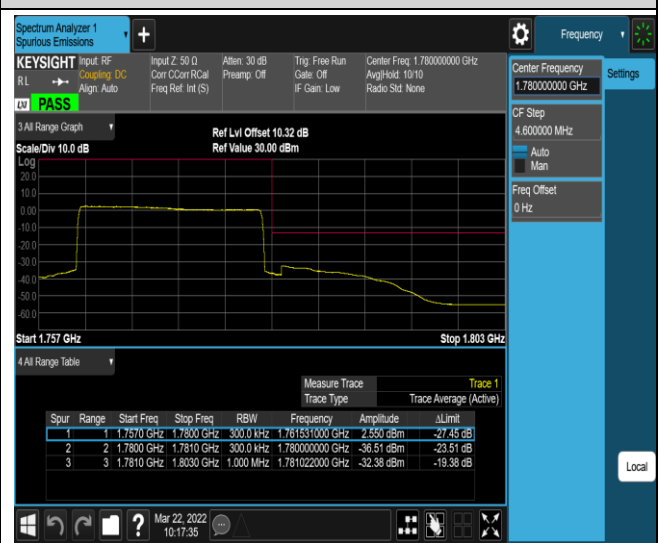 Spectrum Analyzer 1
Spurious Emissions
Frequency
KEYSIGHT Input: RF Input Z: 50 Ω Atten: 30 dB Trig: Free Run Center Freq: 1.780000000 GHz
RL Coupling: DC Corr CCorr RCal Preamp: Off Gate: Off Avg|Hold: 10/10
Align: Auto Freq Ref: Int (S) IF Gain: Low Radio Std: None
LXI PASS
3 All Range Graph
Ref Lvl Offset 10.32 dB
Scale/Div 10.0 dB Ref Value 30.00 dBm
Log
20.0
10.0
0.00
-10.0
-20.0
-30.0
-40.0
-50.0
-60.0
Start 1.757 GHz Stop 1.803 GHz
4 All Range Table
Measure Trace Trace 1
Trace Type Trace Average (Active)
Spur Range Start Freq Stop Freq RBW Frequency Amplitude ΔLimit
1 1 1.7570 GHz 1.7800 GHz 300.0 kHz 1.761531000 GHz 2.550 dBm -27.45 dB
2 2 1.7800 GHz 1.7810 GHz 300.0 kHz 1.780000000 GHz -36.51 dBm -23.51 dB
3 3 1.7810 GHz 1.8030 GHz 1.000 MHz 1.781022000 GHz -32.38 dBm -19.38 dB
Center Frequency
1.780000000 GHz
Settings
CF Step
4.600000 MHz
Auto
Man
Freq Offset
0 Hz
Local
?
Mar 22, 2022
10:17:35